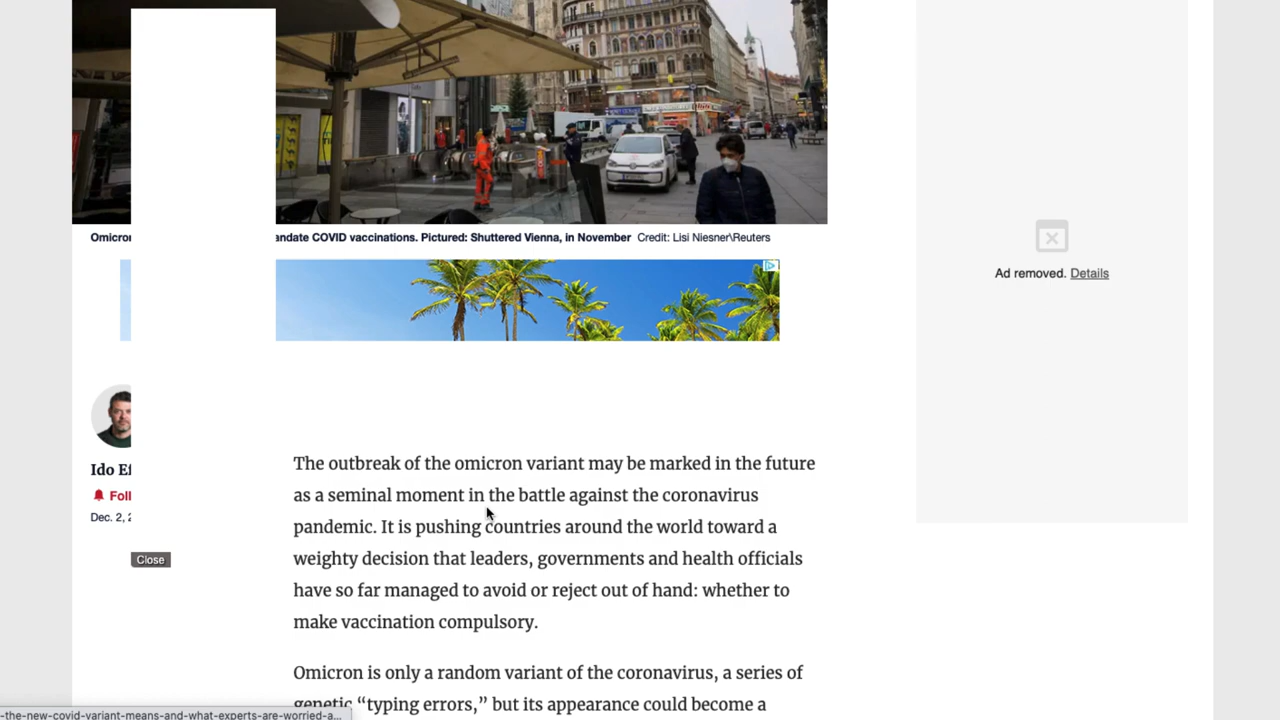 Omicron
andate COVID vaccinations. Pictured: Shuttered Vienna, in November Credit: Lisi Niesner\Reuters
Ad removed. Details
Ido Ef
Foll
Dec. 2, 2
Close
The outbreak of the omicron variant may be marked in the future
as a seminal moment in the battle against the coronavirus
pandemic. It is pushing countries around the world toward a
weighty decision that leaders, governments and health officials
have so far managed to avoid or reject out of hand: whether to
make vaccination compulsory.
Omicron is only a random variant of the coronavirus, a series of
genetic “typing errors,” but its appearance could become a
-the-new-covid-variant-means-and-what-experts-are-worried-a...